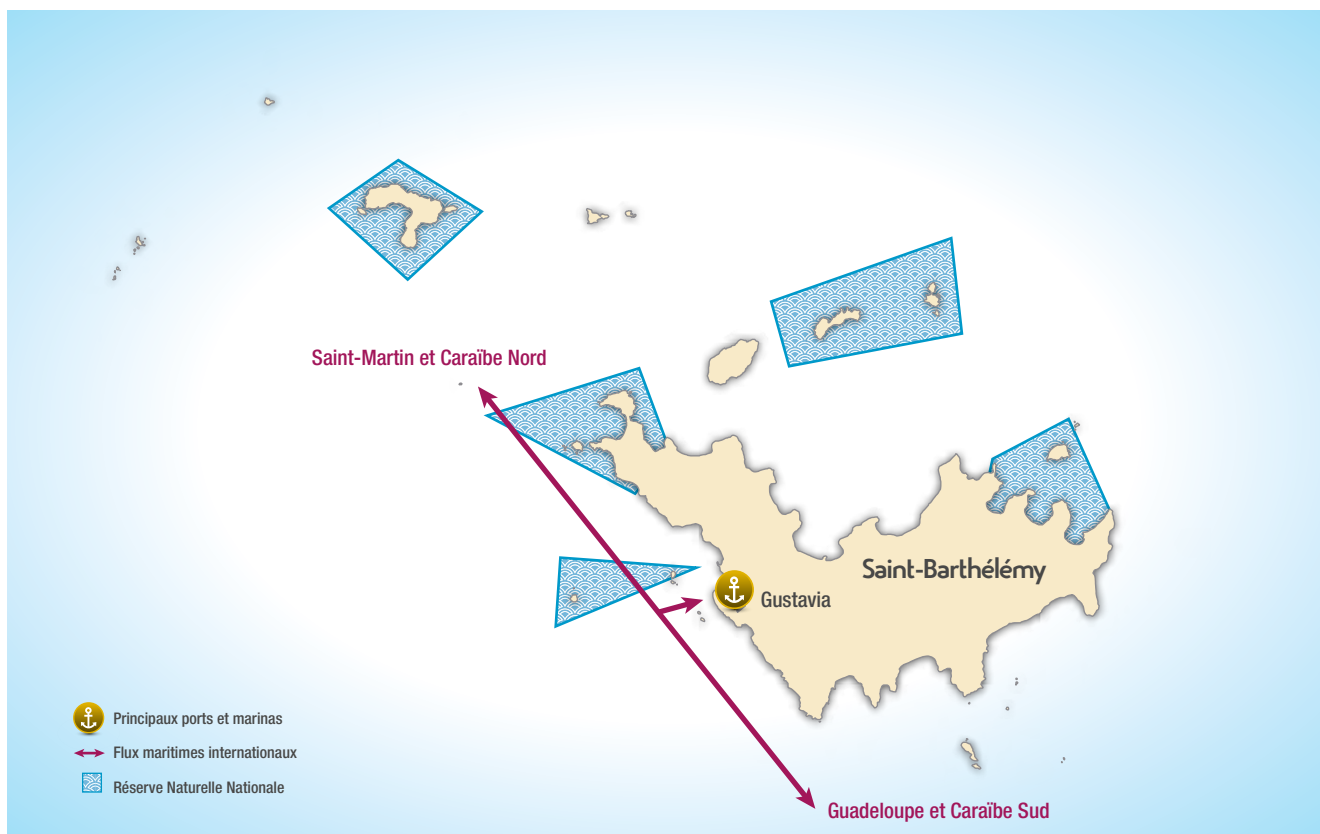 Saint-Martin et Caraïbe Nord
Saint-Barthélémy
Gustavia
Principaux ports et marinas
Flux maritimes internationaux
Réserve Naturelle Nationale
Guadeloupe et Caraïbe Sud